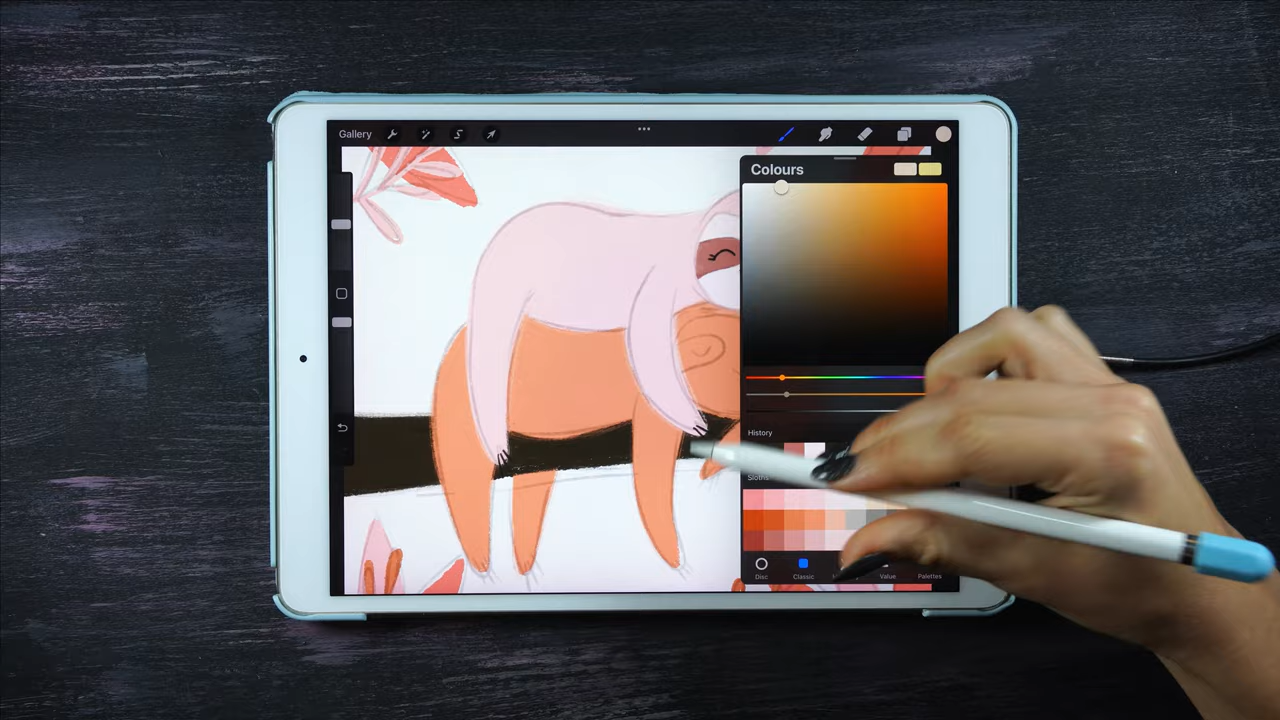 Gallery
Colours
History
Sloths
Disc
Classic
Value
Palettes